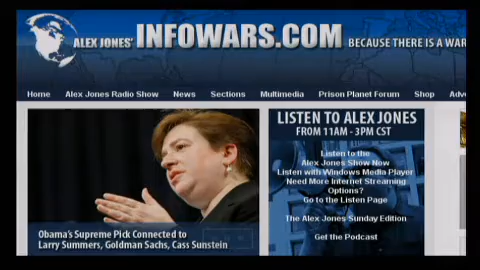 ALEX JONES' INFOWARS.COM BECAUSE THERE IS A WAR
Home Alex Jones Radio Show News Sections Multimedia Prison Planet Forum Shop Adve
LISTEN TO ALEX JONES
FROM 11AM - 3PM CST
Listen to the
Alex Jones Show Now
Listen with Windows Media Player
Need More Internet Streaming
Options?
Go to the Listen Page
The Alex Jones Sunday Edition
Get the Podcast
Obama's Supreme Pick Connected to
Larry Summers, Goldman Sachs, Cass Sunstein